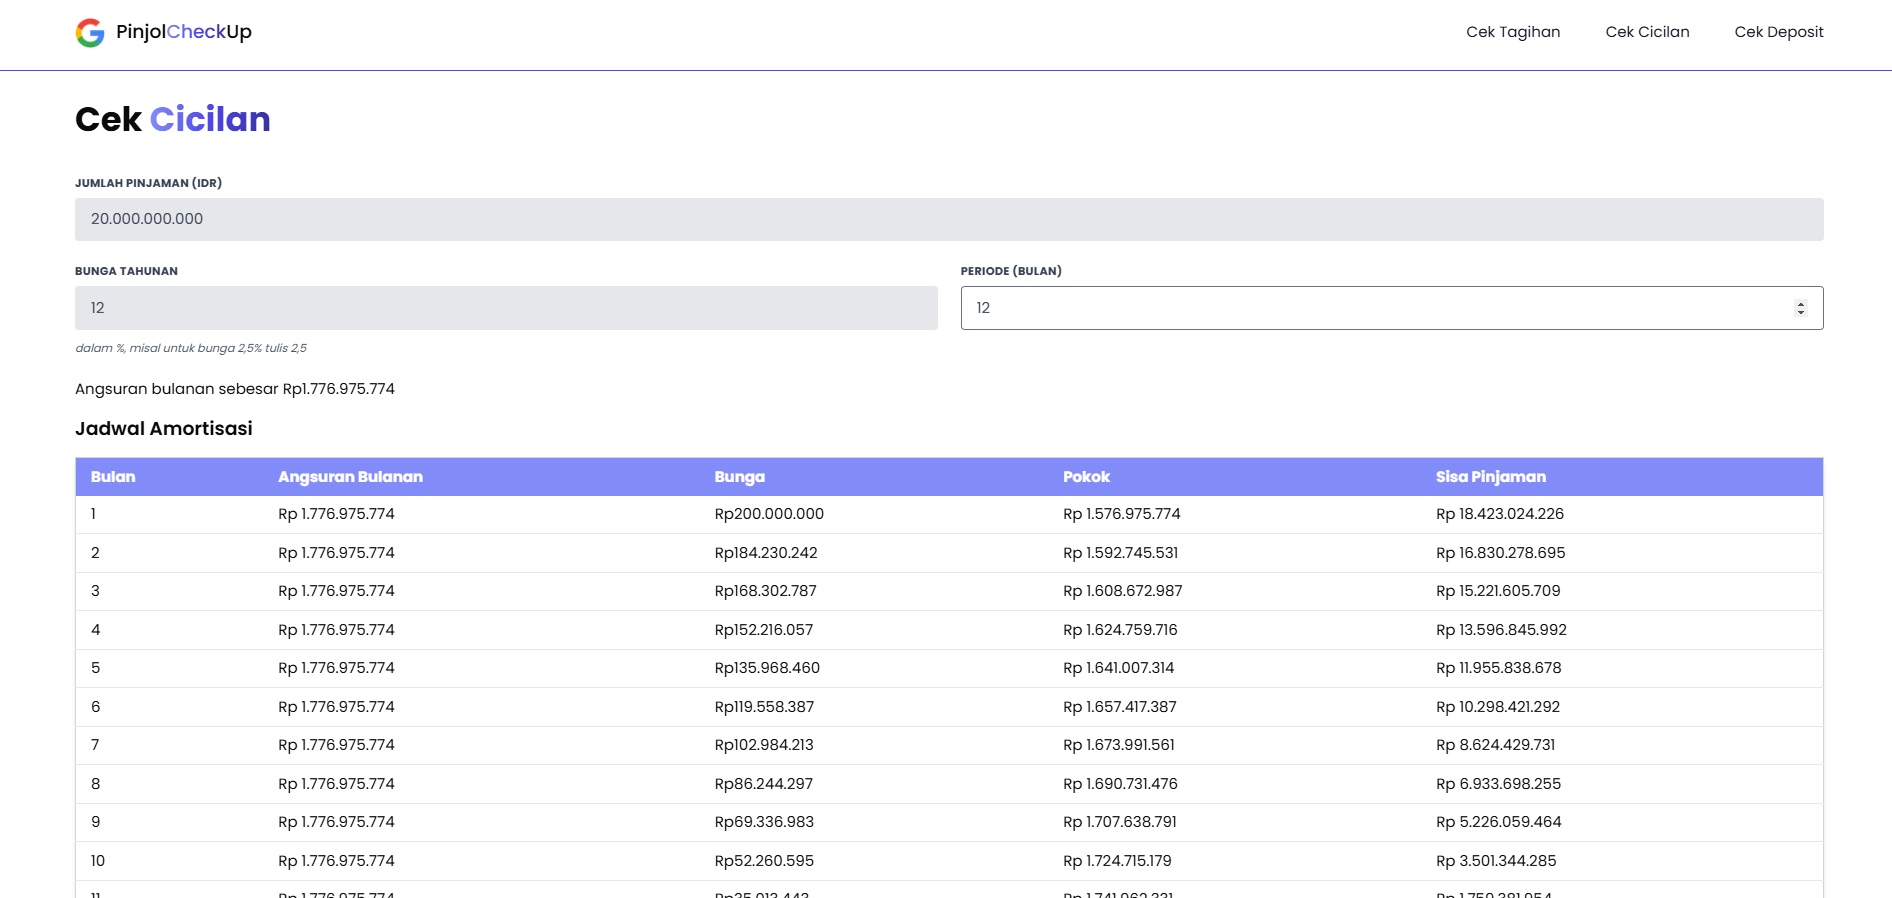 PinjolCheckUp
Cek Tagihan Cek Cicilan Cek Deposit
Cek Cicilan
JUMLAH PINJAMAN (IDR)
20.000.000.000
BUNGA TAHUNAN PERIODE (BULAN)
12 12
dalam %, misal untuk bunga 2,5% tulis 2,5
Angsuran bulanan sebesar Rp1.776.975.774
Jadwal Amortisasi
Bulan Angsuran Bulanan Bunga Pokok Sisa Pinjaman
1 Rp 1.776.975.774 Rp200.000.000 Rp 1.576.975.774 Rp 18.423.024.226
2 Rp 1.776.975.774 Rp184.230.242 Rp 1.592.745.531 Rp 16.830.278.695
3 Rp 1.776.975.774 Rp168.302.787 Rp 1.608.672.987 Rp 15.221.605.709
4 Rp 1.776.975.774 Rp152.216.057 Rp 1.624.759.716 Rp 13.596.845.992
5 Rp 1.776.975.774 Rp135.968.460 Rp 1.641.007.314 Rp 11.955.838.678
6 Rp 1.776.975.774 Rp119.558.387 Rp 1.657.417.387 Rp 10.298.421.292
7 Rp 1.776.975.774 Rp102.984.213 Rp 1.673.991.561 Rp 8.624.429.731
8 Rp 1.776.975.774 Rp86.244.297 Rp 1.690.731.476 Rp 6.933.698.255
9 Rp 1.776.975.774 Rp69.336.983 Rp 1.707.638.791 Rp 5.226.059.464
10 Rp 1.776.975.774 Rp52.260.595 Rp 1.724.715.179 Rp 3.501.344.285